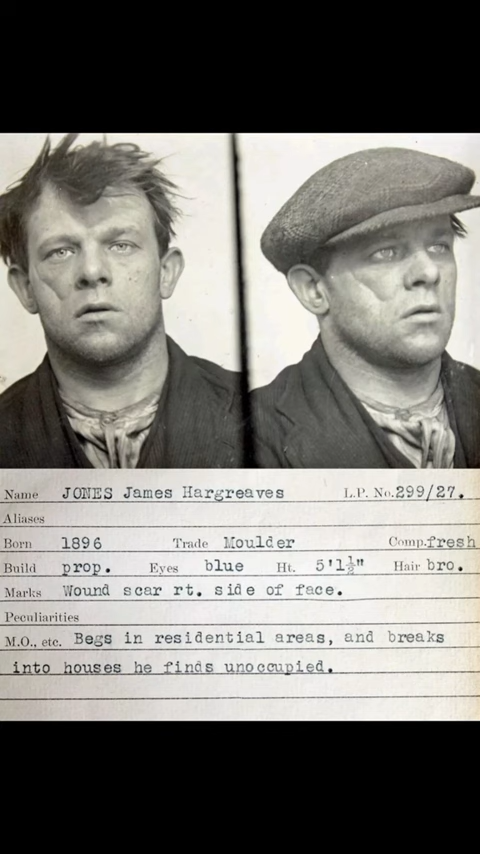 Name JONES James Hargreaves L.P. No. 299/27.
Aliases
Born 1896 Trade Moulder Comp. fresh
Build prop. Eyes blue Ht. 5'1½" Hair bro.
Marks Wound scar rt. side of face.
Peculiarities
M.O., etc. Begs in residential areas, and breaks
into houses he finds unoccupied.